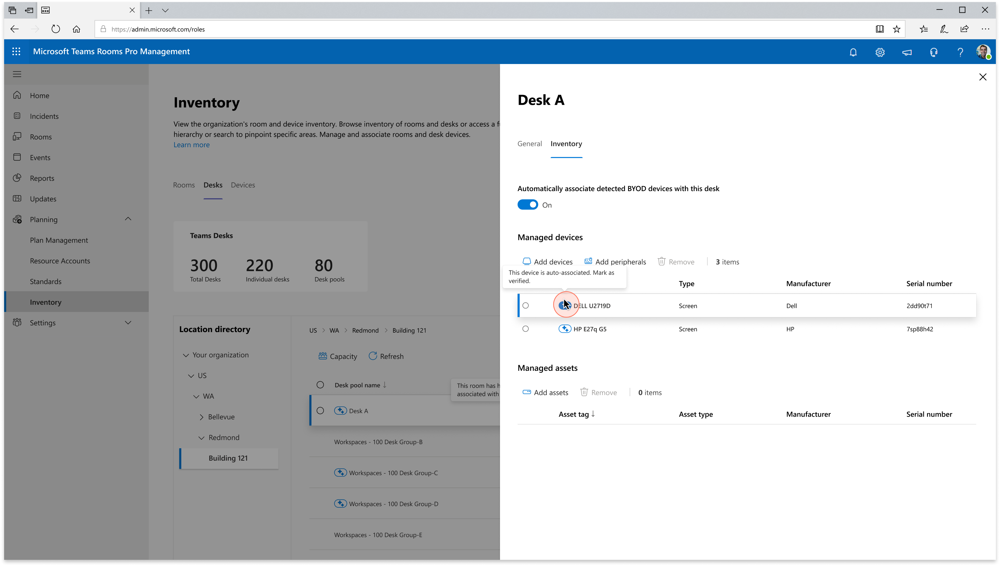 https://admin.microsoft.com/roles
Microsoft Teams Rooms Pro Management
Home
Incidents
Rooms
Events
Reports
Updates
Planning
Plan Management
Resource Accounts
Standards
Inventory
Settings
Inventory
View the organization's room and device inventory. Browse inventory of rooms and desks or access a f
hierarchy or search to pinpoint specific areas. Manage and associate rooms and desk devices.
Learn more
Rooms Desks Devices
Teams Desks
300 220 80
Total Desks Individual desks Desk pools
Location directory
Your organization
US
WA
Bellevue
Redmond
Building 121
US > WA > Redmond > Building 121
Capacity Refresh
Desk pool name ↓
This room has h
associated with
Desk A
Workspaces - 100 Desk Group-B
Workspaces - 100 Desk Group-C
Workspaces - 100 Desk Group-D
Workspaces - 100 Desk Group-E
Desk A
General Inventory
Automatically associate detected BYOD devices with this desk
On
Managed devices
Add devices Add peripherals Remove 3 items
This device is auto-associated. Mark as
verified.
Type Manufacturer Serial number
DELL U2719D Screen Dell 2dd90t71
HP E27q G5 Screen HP 7sp88h42
Managed assets
Add assets Remove 0 items
Asset tag ↓ Asset type Manufacturer Serial number